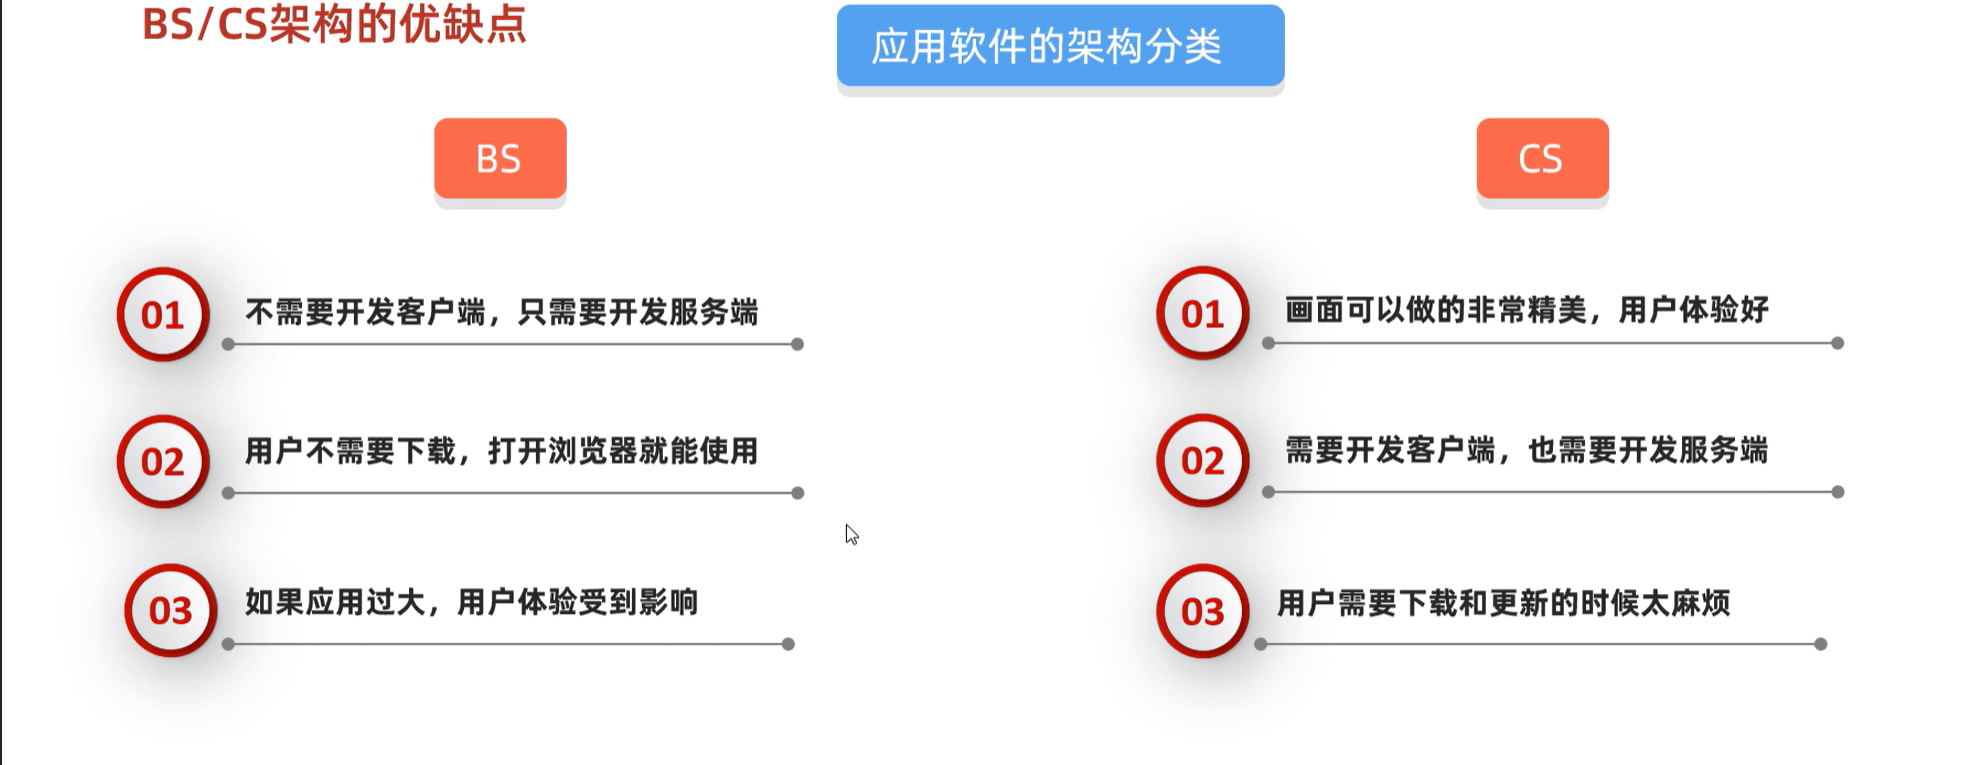 BS/CS架构的优缺点
应用软件的架构分类
BS
01
不需要开发客户端，只需要开发服务端
02
用户不需要下载，打开浏览器就能使用
03
如果应用过大，用户体验受到影响
CS
01
画面可以做的非常精美，用户体验好
02
需要开发客户端，也需要开发服务端
03
用户需要下载和更新的时候太麻烦